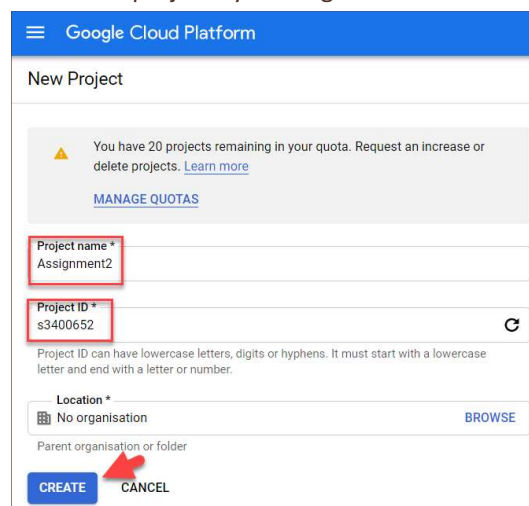 Google Cloud Platform
New Project
You have 20 projects remaining in your quota. Request an increase or
delete projects. Learn more
MANAGE QUOTAS
Project name *
Assignment2
Project ID *
s3400652
Project ID can have lowercase letters, digits or hyphens. It must start with a lowercase
letter and end with a letter or number.
Location *
No organisation BROWSE
Parent organisation or folder
CREATE CANCEL